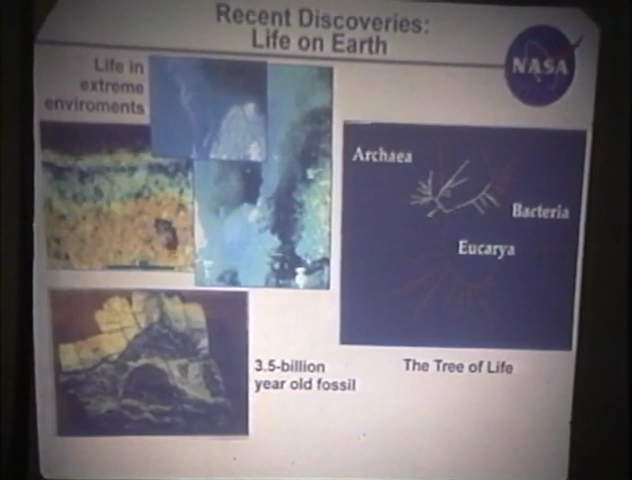 Recent Discoveries:
Life on Earth
NASA
Life in
extreme
enviroments
Archaea
Bacteria
Eucarya
3.5-billion
year old fossil
The Tree of Life